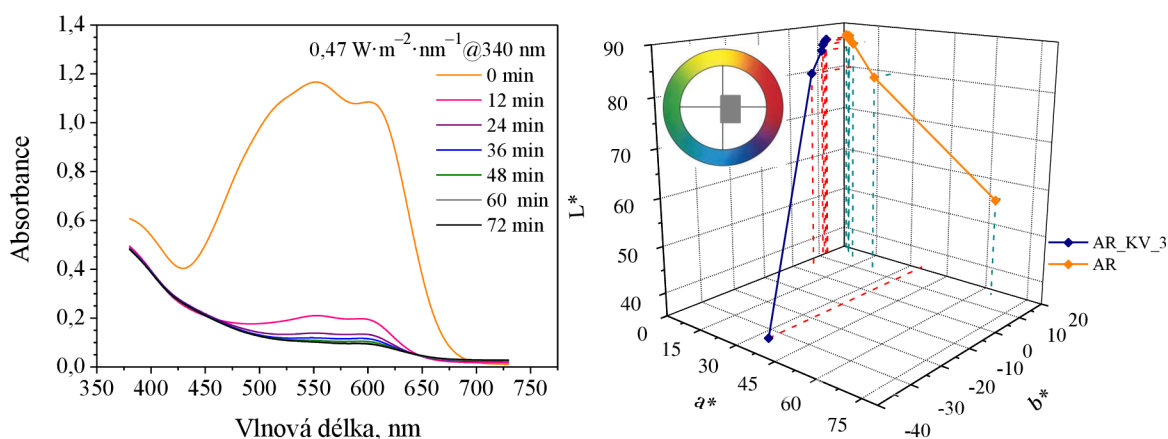 1,4
1,2
1,0
0,8
0,6
0,4
0,2
0,0
Absorbance
350 400 450 500 550 600 650 700 750
Vlnová délka, nm
0,47 W·m⁻²·nm⁻¹@340 nm
0 min
12 min
24 min
36 min
48 min
60 min
72 min
90
80
70
60
50
40
L*
0
15
30
45
60
75
a*
-40
-30
-20
-10
0
10
20
b*
AR_KV_3
AR